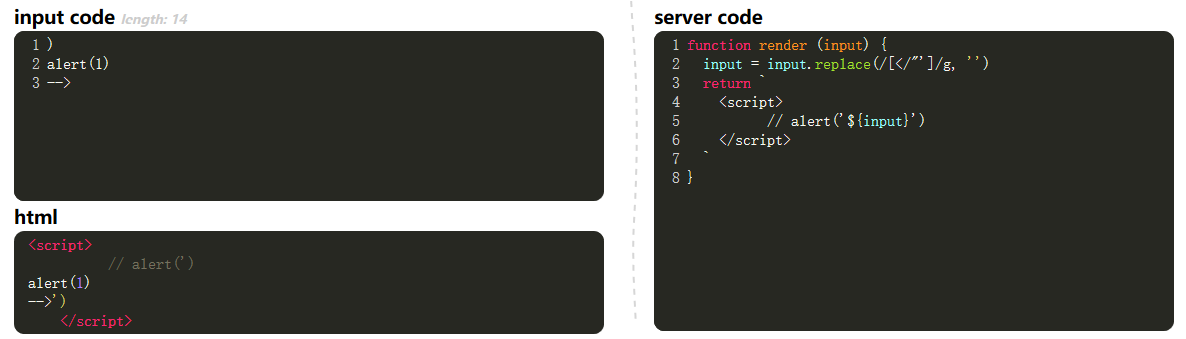 input code length: 14
1 )
2 alert(1)
3 -->
html
<script>
// alert(')
alert(1)
-->')
</script>
server code
1 function render (input) {
2 input = input.replace(/[</"']/g, '')
3 return `
4 <script>
5 // alert('${input}')
6 </script>
7 `
8 }